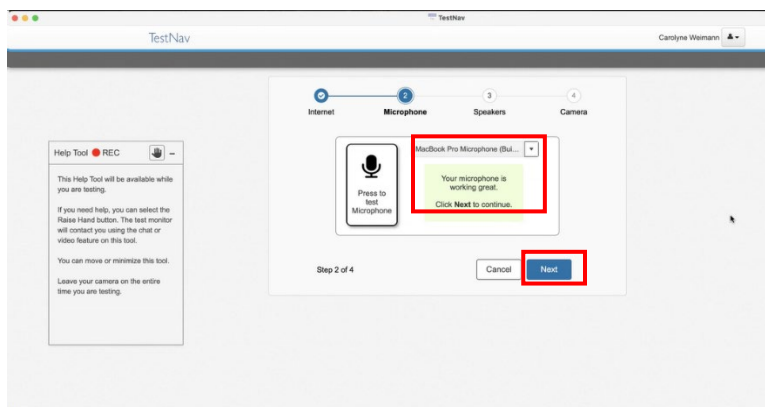 TestNav
TestNav
Carolyne Weimann
1
2
3
4
Internet
Microphone
Speakers
Camera
Help Tool REC
This Help Tool will be available while
you are testing.
If you need help, you can select the
Raise Hand button. The test monitor
will contact you using the chat or
video feature on this tool.
You can move or minimize this tool.
Leave your camera on the entire
time you are testing.
Press to
test
Microphone
MacBook Pro Microphone (Bui...
Your microphone is
working great.
Click Next to continue.
Step 2 of 4
Cancel
Next